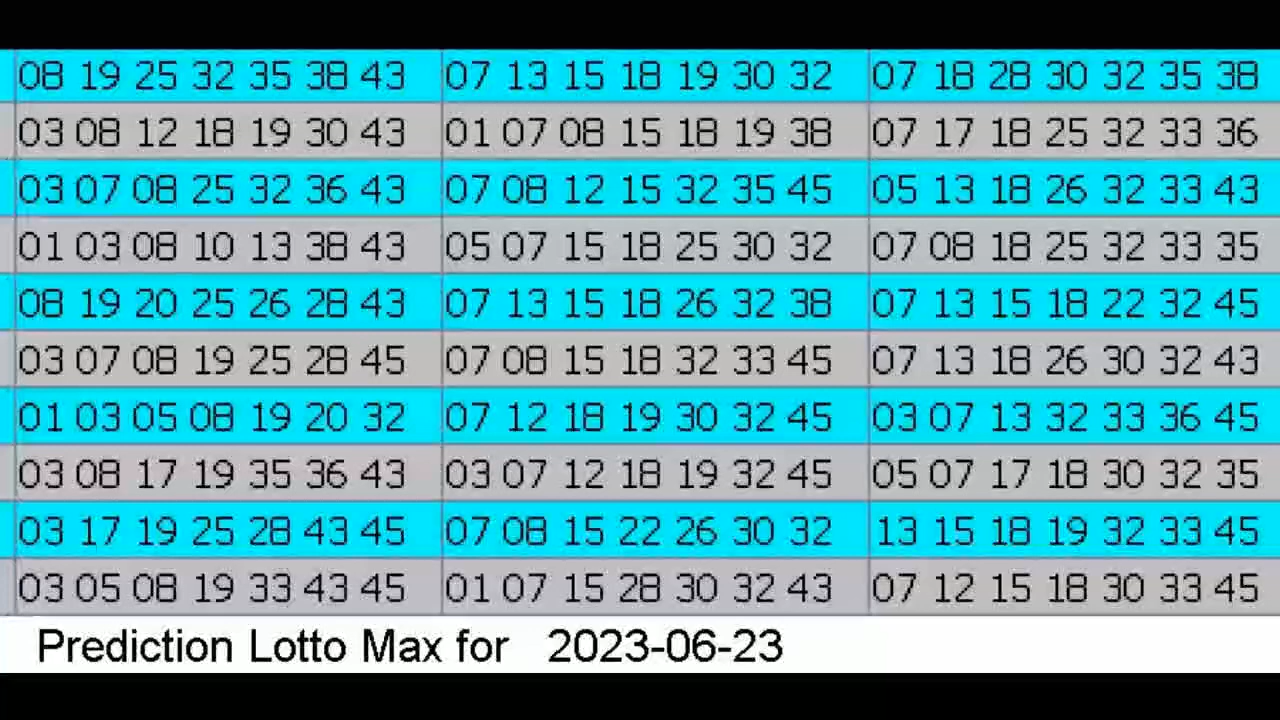 08 19 25 32 35 38 43 07 13 15 18 19 30 32 07 18 28 30 32 35 38
03 08 12 18 19 30 43 01 07 08 15 18 19 38 07 17 18 25 32 33 36
03 07 08 25 32 36 43 07 08 12 15 32 35 45 05 13 18 26 32 33 43
01 03 08 10 13 38 43 05 07 15 18 25 30 32 07 08 18 25 32 33 35
08 19 20 25 26 28 43 07 13 15 18 26 32 38 07 13 15 18 22 32 45
03 07 08 19 25 28 45 07 08 15 18 32 33 45 07 13 18 26 30 32 43
01 03 05 08 19 20 32 07 12 18 19 30 32 45 03 07 13 32 33 36 45
03 08 17 19 35 36 43 03 07 12 18 19 32 45 05 07 17 18 30 32 35
03 17 19 25 28 43 45 07 08 15 22 26 30 32 13 15 18 19 32 33 45
03 05 08 19 33 43 45 01 07 15 28 30 32 43 07 12 15 18 30 33 45
Prediction Lotto Max for 2023-06-23